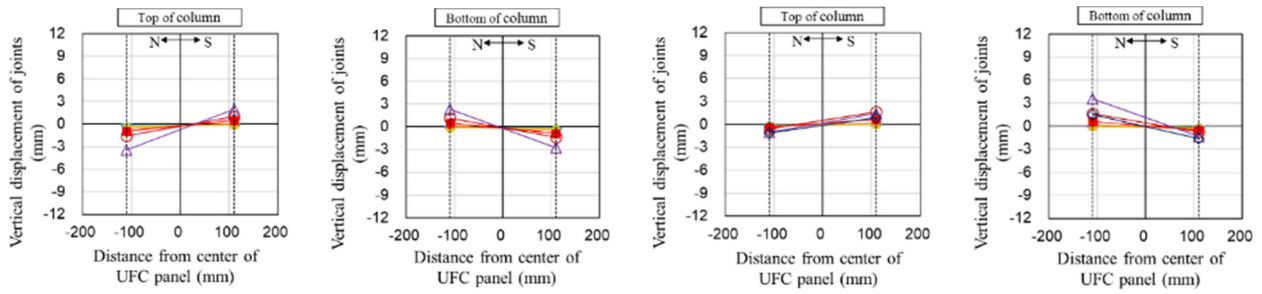 Top of column
Vertical displacement of joints
(mm)
12
9
6
3
0
-3
-6
-9
-12
N
S
-200 -100 0 100 200
Distance from center of
UFC panel (mm)
Bottom of column
Vertical displacement of joints
(mm)
12
9
6
3
0
-3
-6
-9
-12
N
S
-200 -100 0 100 200
Distance from center of
UFC panel (mm)
Top of column
Vertical displacement of joints
(mm)
12
9
6
3
0
-3
-6
-9
-12
N
S
-200 -100 0 100 200
Distance from center of
UFC panel (mm)
Bottom of column
Vertical displacement of joints
(mm)
12
9
6
3
0
-3
-6
-9
-12
N
S
-200 -100 0 100 200
Distance from center of
UFC panel (mm)